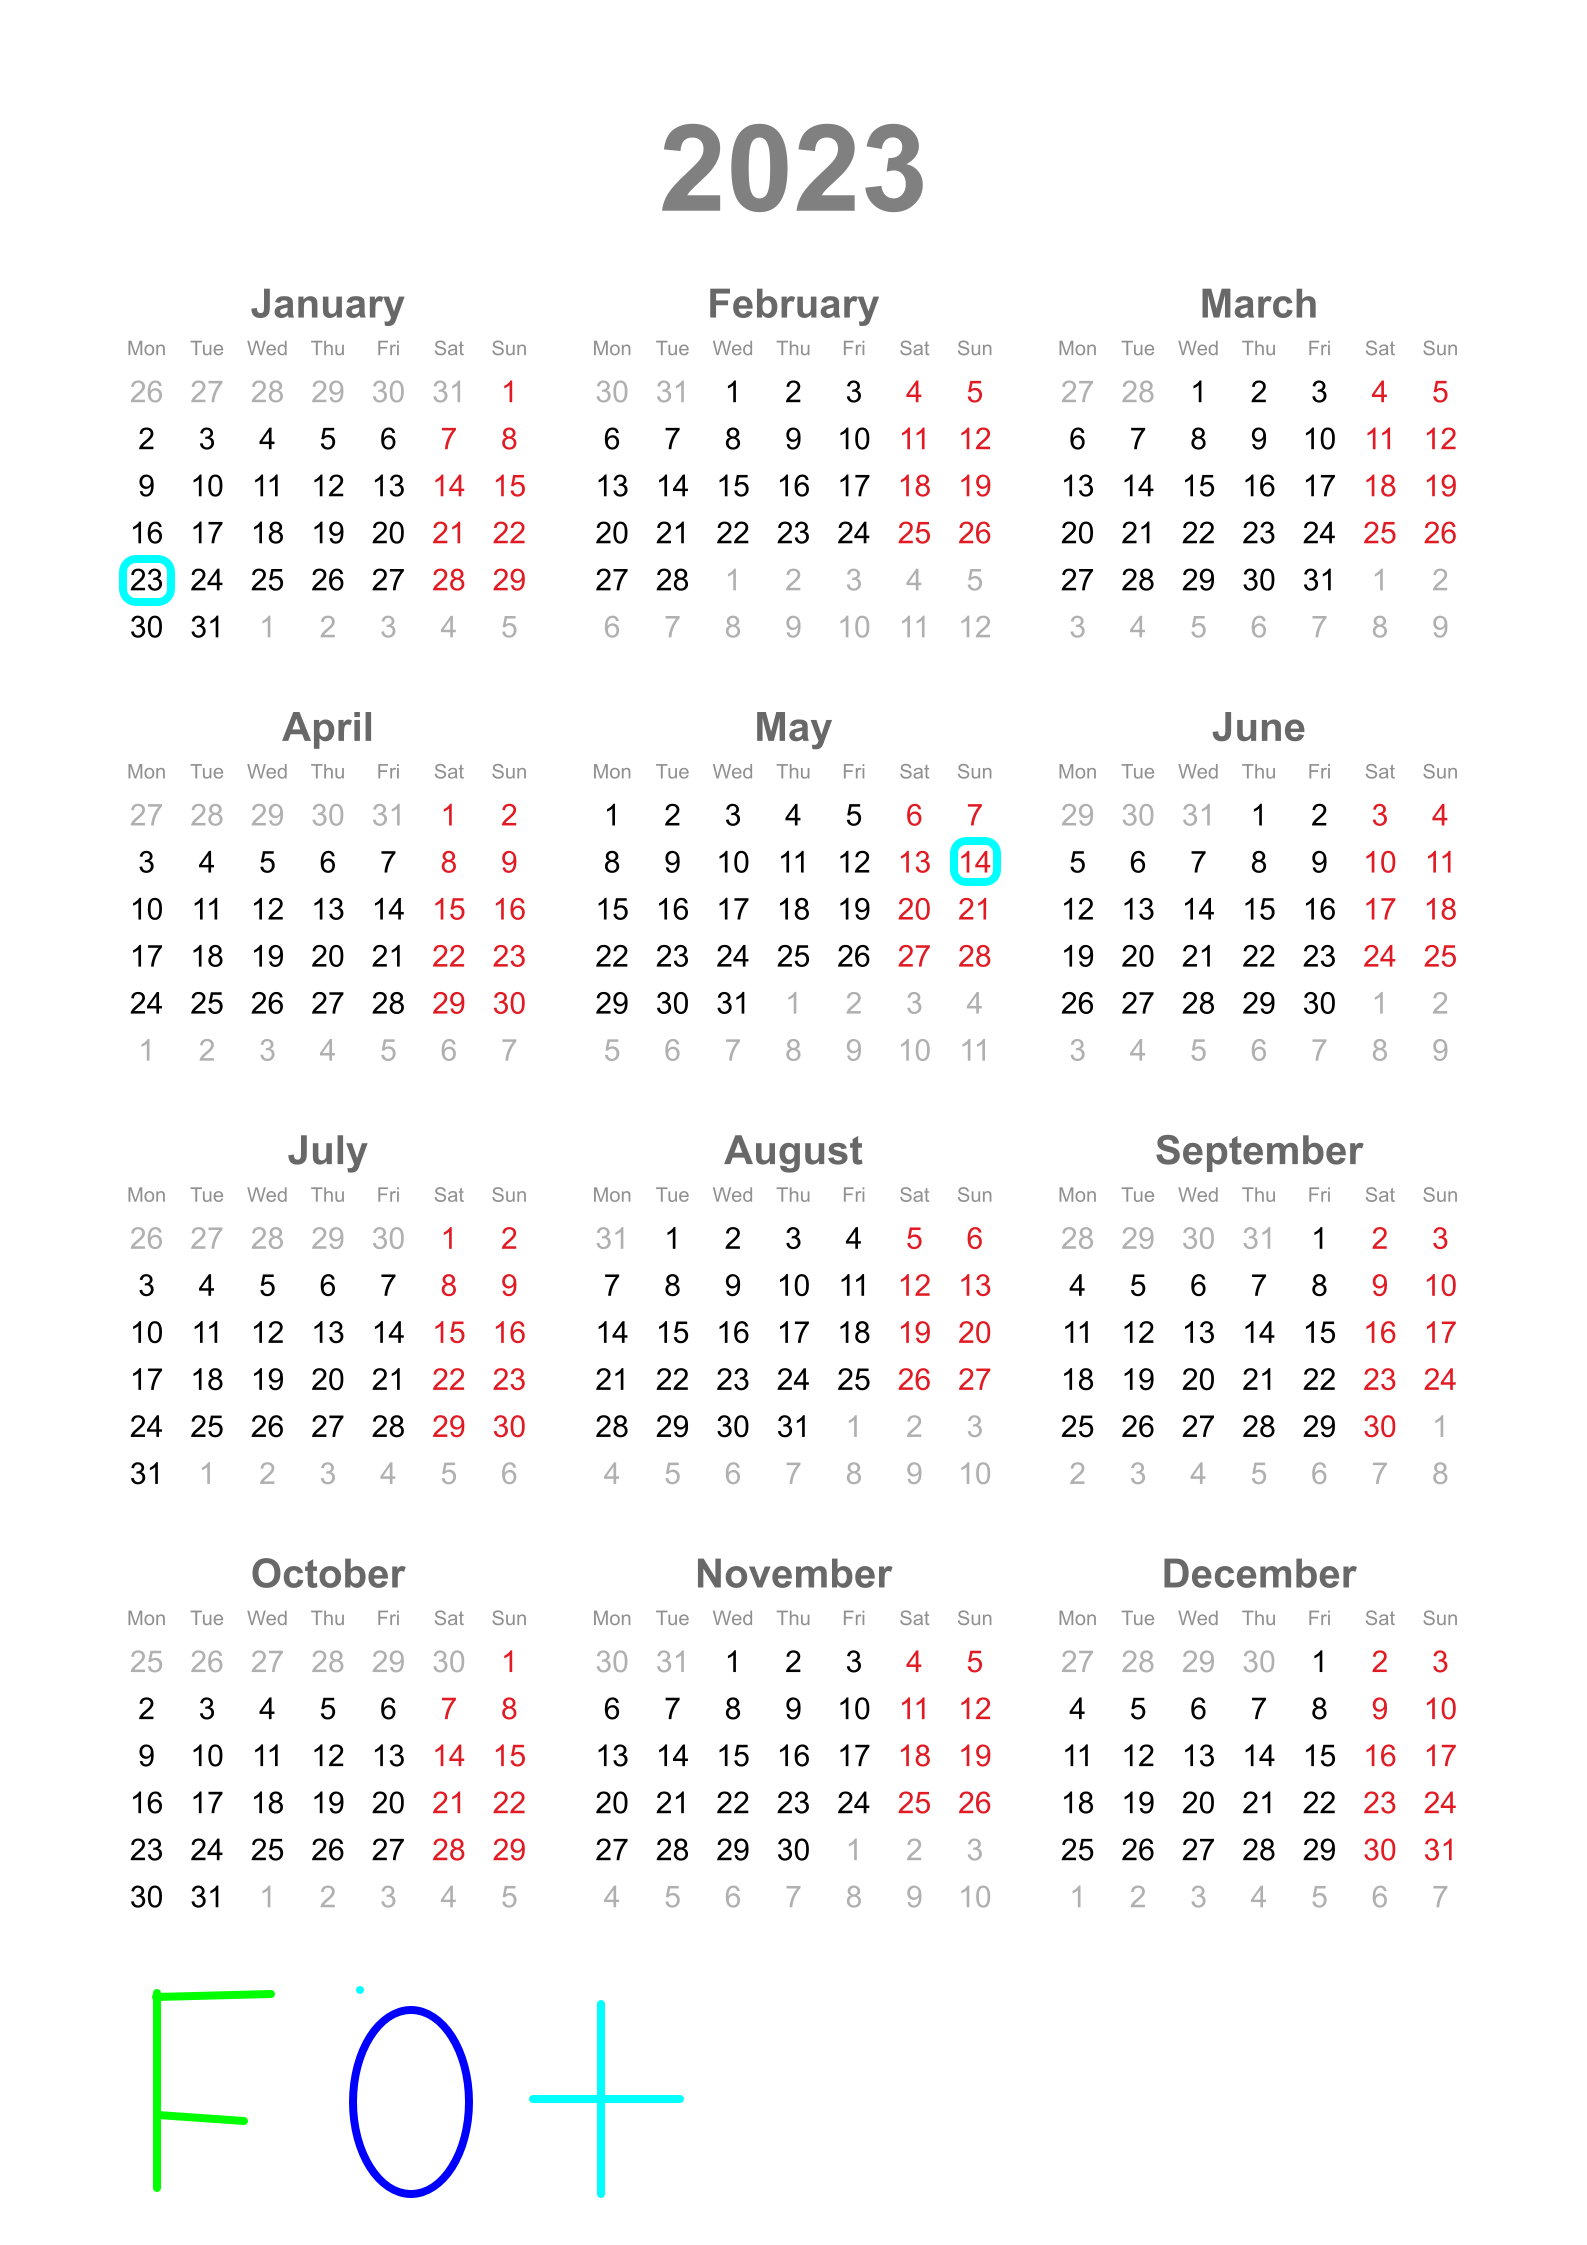 2023
January February March
Mon Tue Wed Thu Fri Sat Sun Mon Tue Wed Thu Fri Sat Sun Mon Tue Wed Thu Fri Sat Sun
26 27 28 29 30 31 1 30 31 1 2 3 4 5 27 28 1 2 3 4 5
2 3 4 5 6 7 8 6 7 8 9 10 11 12 6 7 8 9 10 11 12
9 10 11 12 13 14 15 13 14 15 16 17 18 19 13 14 15 16 17 18 19
16 17 18 19 20 21 22 20 21 22 23 24 25 26 20 21 22 23 24 25 26
23 24 25 26 27 28 29 27 28 1 2 3 4 5 27 28 29 30 31 1 2
30 31 1 2 3 4 5 6 7 8 9 10 11 12 3 4 5 6 7 8 9
April May June
Mon Tue Wed Thu Fri Sat Sun Mon Tue Wed Thu Fri Sat Sun Mon Tue Wed Thu Fri Sat Sun
27 28 29 30 31 1 2 1 2 3 4 5 6 7 29 30 31 1 2 3 4
3 4 5 6 7 8 9 8 9 10 11 12 13 14 5 6 7 8 9 10 11
10 11 12 13 14 15 16 15 16 17 18 19 20 21 12 13 14 15 16 17 18
17 18 19 20 21 22 23 22 23 24 25 26 27 28 19 20 21 22 23 24 25
24 25 26 27 28 29 30 29 30 31 1 2 3 4 26 27 28 29 30 1 2
1 2 3 4 5 6 7 5 6 7 8 9 10 11 3 4 5 6 7 8 9
July August September
Mon Tue Wed Thu Fri Sat Sun Mon Tue Wed Thu Fri Sat Sun Mon Tue Wed Thu Fri Sat Sun
26 27 28 29 30 1 2 31 1 2 3 4 5 6 28 29 30 31 1 2 3
3 4 5 6 7 8 9 7 8 9 10 11 12 13 4 5 6 7 8 9 10
10 11 12 13 14 15 16 14 15 16 17 18 19 20 11 12 13 14 15 16 17
17 18 19 20 21 22 23 21 22 23 24 25 26 27 18 19 20 21 22 23 24
24 25 26 27 28 29 30 28 29 30 31 1 2 3 25 26 27 28 29 30 1
31 1 2 3 4 5 6 4 5 6 7 8 9 10 2 3 4 5 6 7 8
October November December
Mon Tue Wed Thu Fri Sat Sun Mon Tue Wed Thu Fri Sat Sun Mon Tue Wed Thu Fri Sat Sun
25 26 27 28 29 30 1 30 31 1 2 3 4 5 27 28 29 30 1 2 3
2 3 4 5 6 7 8 6 7 8 9 10 11 12 4 5 6 7 8 9 10
9 10 11 12 13 14 15 13 14 15 16 17 18 19 11 12 13 14 15 16 17
16 17 18 19 20 21 22 20 21 22 23 24 25 26 18 19 20 21 22 23 24
23 24 25 26 27 28 29 27 28 29 30 1 2 3 25 26 27 28 29 30 31
30 31 1 2 3 4 5 4 5 6 7 8 9 10 1 2 3 4 5 6 7
F O +